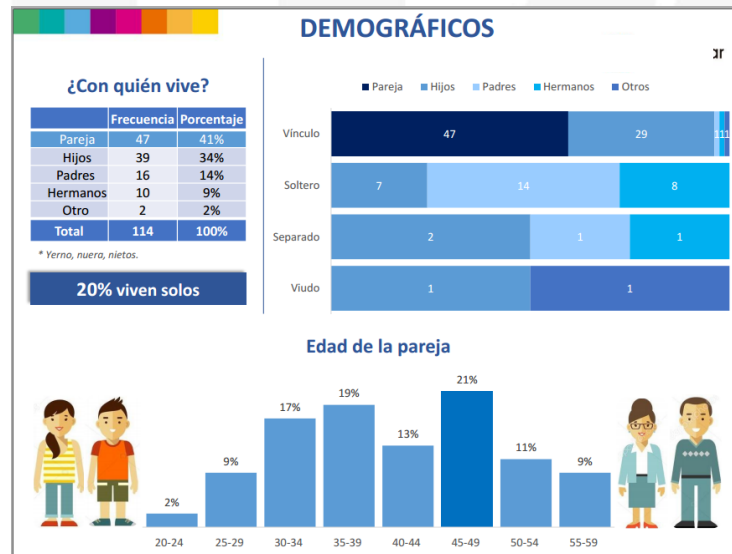 DEMOGRÁFICOS
ar
¿Con quién vive?
Frecuencia Porcentaje
Pareja 47 41%
Hijos 39 34%
Padres 16 14%
Hermanos 10 9%
Otro 2 2%
Total 114 100%
* Yerno, nuera, nietos.
20% viven solos
Pareja Hijos Padres Hermanos Otros
Vínculo 47 29 1 1 1
Soltero 7 14 8
Separado 2 1 1
Viudo 1 1
Edad de la pareja
2% 9% 17% 19% 13% 21% 11% 9%
20-24 25-29 30-34 35-39 40-44 45-49 50-54 55-59